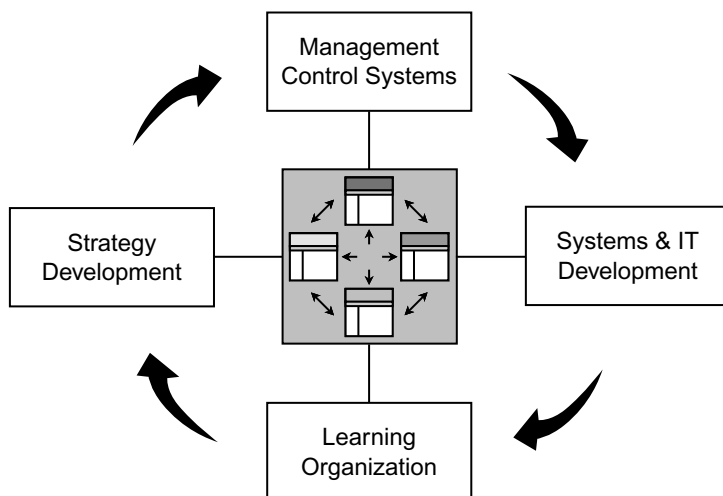 Management
Control Systems
Strategy
Development
Systems & IT
Development
Learning
Organization